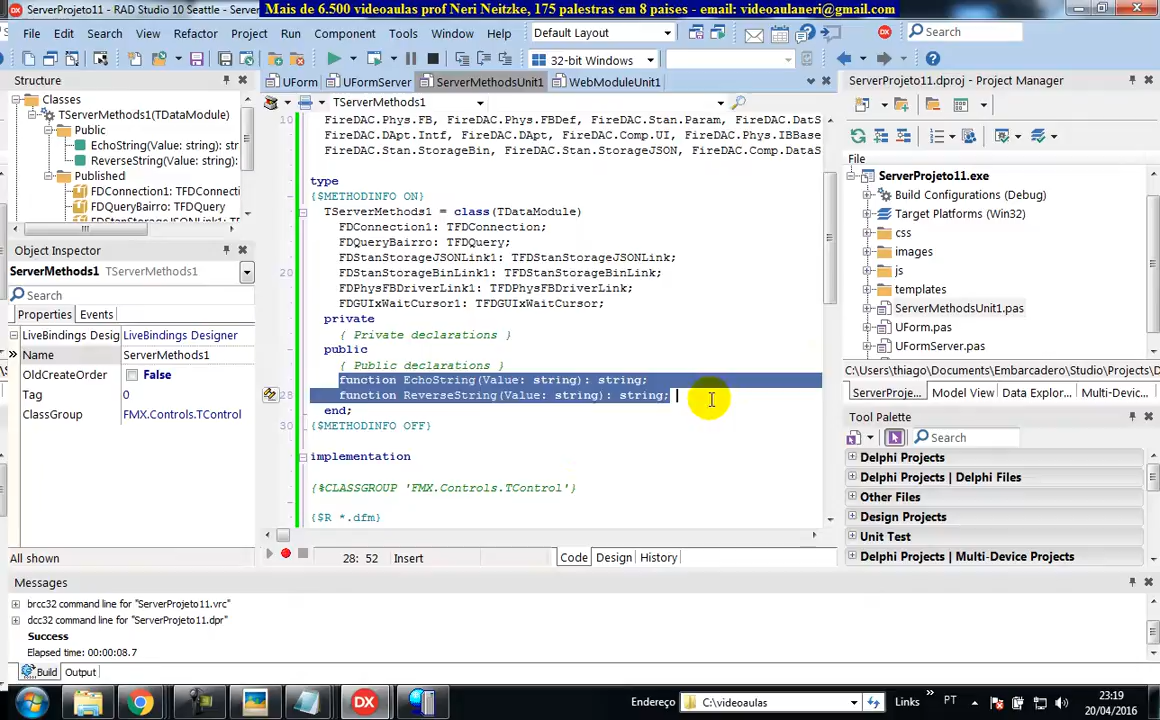 Mais de 6.500 videoaulas prof Neri Neitzke, 175 palestras em 8 paises - email: videoaulaneri@gmail.com
ServerProjeto11 - RAD Studio 10 Seattle - Server
File Edit Search View Refactor Project Run Component Tools Window Help
Default Layout
Search
32-bit Windows
Structure
Classes
TServerMethods1(TDataModule)
Public
EchoString(Value: string): str
ReverseString(Value: string):
Published
FDConnection1: TFDConnecti
FDQueryBairro: TFDQuery
FDStanStorageJSONLink1: TF
Object Inspector
ServerMethods1 TServerMethods1
Search
Properties Events
LiveBindings Desig LiveBindings Designer
Name ServerMethods1
OldCreateOrder False
Tag 0
ClassGroup FMX.Controls.TControl
All shown
UForm UFormServer ServerMethodsUnit1 WebModuleUnit1
TServerMethods1
10 FireDAC.Phys.FB, FireDAC.Phys.FBDef, FireDAC.Stan.Param, FireDAC.DatS
FireDAC.DApt.Intf, FireDAC.DApt, FireDAC.Comp.UI, FireDAC.Phys.IBBase
FireDAC.Stan.StorageBin, FireDAC.Stan.StorageJSON, FireDAC.Comp.DataS
type
{$METHODINFO ON}
TServerMethods1 = class(TDataModule)
FDConnection1: TFDConnection;
FDQueryBairro: TFDQuery;
FDStanStorageJSONLink1: TFDStanStorageJSONLink;
20 FDStanStorageBinLink1: TFDStanStorageBinLink;
FDPhysFBDriverLink1: TFDPhysFBDriverLink;
FDGUIxWaitCursor1: TFDGUIxWaitCursor;
private
{ Private declarations }
public
{ Public declarations }
function EchoString(Value: string): string;
28 function ReverseString(Value: string): string;
end;
30 {$METHODINFO OFF}
implementation
{%CLASSGROUP 'FMX.Controls.TControl'}
{$R *.dfm}
28: 52 Insert Code Design History
ServerProjeto11.dproj - Project Manager
File
ServerProjeto11.exe
Build Configurations (Debug)
Target Platforms (Win32)
css
images
js
templates
ServerMethodsUnit1.pas
UForm.pas
UFormServer.pas
C:\Users\thiago\Documents\Embarcadero\Studio\Projects\D
ServerProje... Model View Data Explor... Multi-Devic...
Tool Palette
Search
Delphi Projects
Delphi Projects | Delphi Files
Other Files
Design Projects
Unit Test
Delphi Projects | Multi-Device Projects
Messages
brcc32 command line for "ServerProjeto11.vrc"
dcc32 command line for "ServerProjeto11.dpr"
Success
Elapsed time: 00:00:08.7
Build Output
Endereço C:\videoaulas Links » PT 23:19
20/04/2016